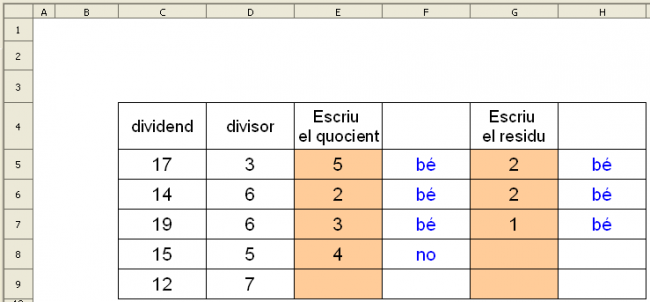 A B C D E F G H
1
2
3
4 dividend divisor Escriu el quocient Escriu el residu
5 17 3 5 bé 2 bé
6 14 6 2 bé 2 bé
7 19 6 3 bé 1 bé
8 15 5 4 no
9 12 7